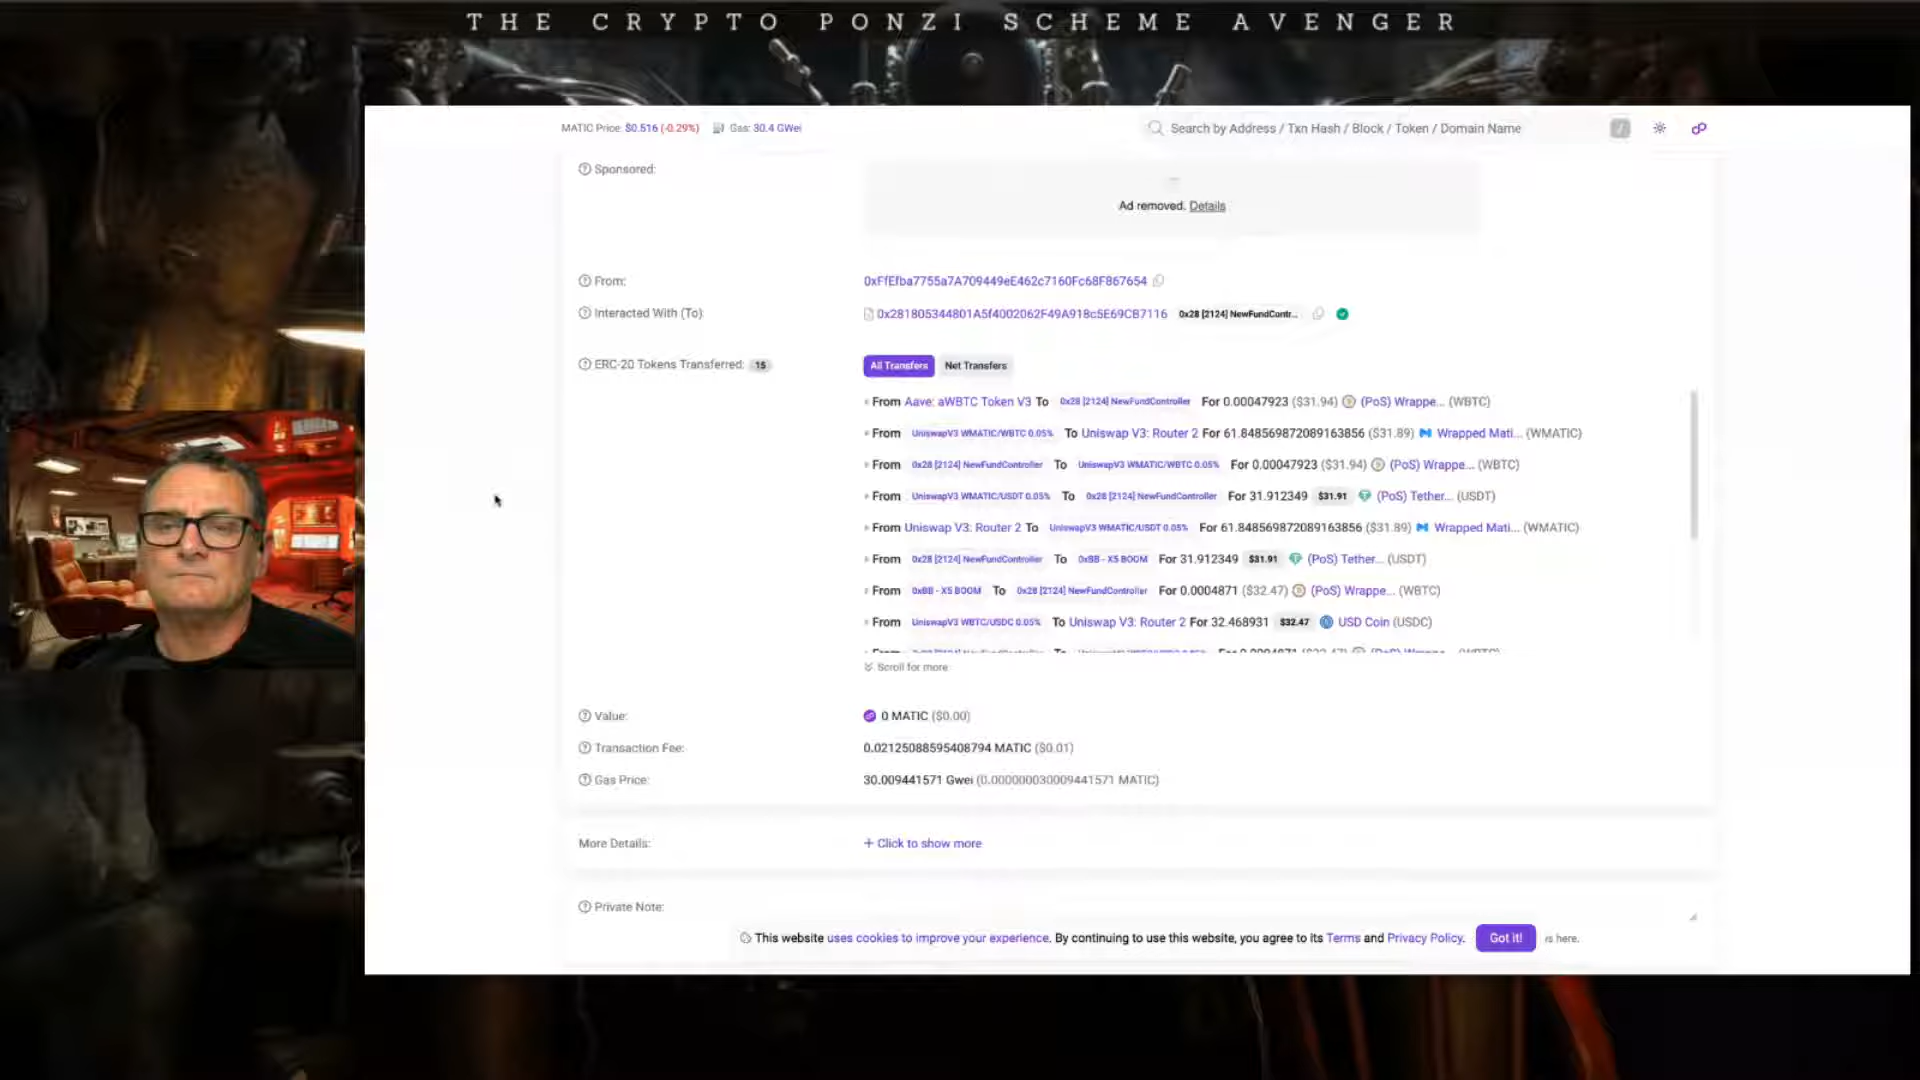 THE CRYPTO PONZI SCHEME AVENGER
MATIC Price: $0.516 (-0.29%) Gas: 30.4 GWei
Search by Address / Txn Hash / Block / Token / Domain Name /
Sponsored:
Ad removed. Details
From: 0xFfEfba7755a7A709449eE462c7160Fc68F867654
Interacted With (To): 0x281805344801A5f4002062F49A918c5E69CB7116 0x28 [2124] NewFundContr...
ERC-20 Tokens Transferred: 15 All Transfers Net Transfers
From Aave: aWBTC Token V3 To 0x28 [2124] NewFundController For 0.00047923 ($31.94) (PoS) Wrappe... (WBTC)
From UniswapV3 WMATIC/WBTC 0.05% To Uniswap V3: Router 2 For 61.848569872089163856 ($31.89) Wrapped Mati... (WMATIC)
From 0x28 [2124] NewFundController To UniswapV3 WMATIC/WBTC 0.05% For 0.00047923 ($31.94) (PoS) Wrappe... (WBTC)
From UniswapV3 WMATIC/USDT 0.05% To 0x28 [2124] NewFundController For 31.912349 $31.91 (PoS) Tether... (USDT)
From Uniswap V3: Router 2 To UniswapV3 WMATIC/USDT 0.05% For 61.848569872089163856 ($31.89) Wrapped Mati... (WMATIC)
From 0x28 [2124] NewFundController To 0xBB - X5 BOOM For 31.912349 $31.91 (PoS) Tether... (USDT)
From 0xBB - X5 BOOM To 0x28 [2124] NewFundController For 0.0004871 ($32.47) (PoS) Wrappe... (WBTC)
From UniswapV3 WBTC/USDC 0.05% To Uniswap V3: Router 2 For 32.468931 $32.47 USD Coin (USDC)
Scroll for more
Value: 0 MATIC ($0.00)
Transaction Fee: 0.02125088595408794 MATIC ($0.01)
Gas Price: 30.009441571 Gwei (0.000000030009441571 MATIC)
More Details: + Click to show more
Private Note:
This website uses cookies to improve your experience. By continuing to use this website, you agree to its Terms and Privacy Policy. Got it! rs here.